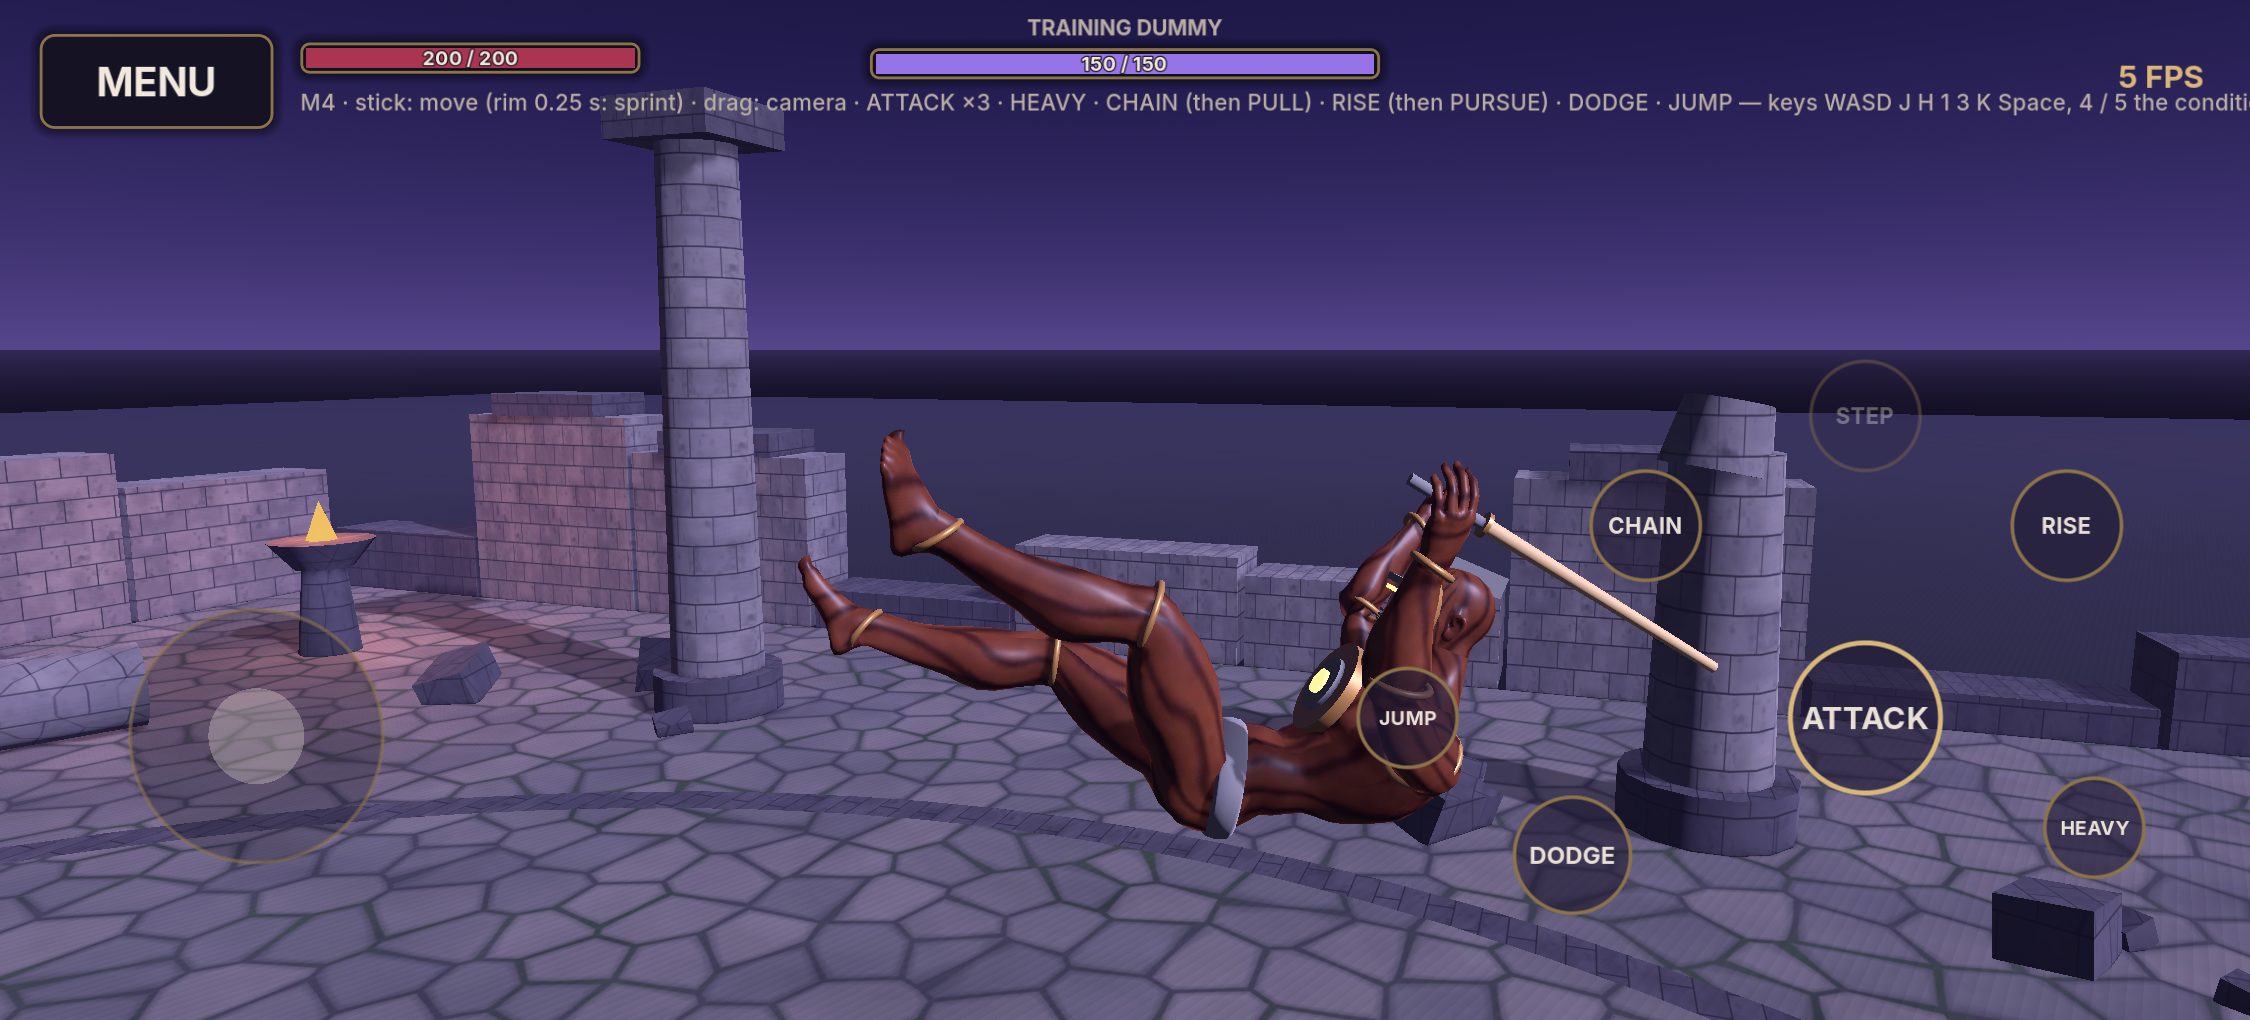 TRAINING DUMMY
MENU
200 / 200
150 / 150
5 FPS
M4 · stick: move (rim 0.25 s: sprint) · drag: camera · ATTACK ×3 · HEAVY · CHAIN (then PULL) · RISE (then PURSUE) · DODGE · JUMP — keys WASD J H 1 3 K Space, 4 / 5 the conditi
STEP
CHAIN
RISE
JUMP
ATTACK
HEAVY
DODGE